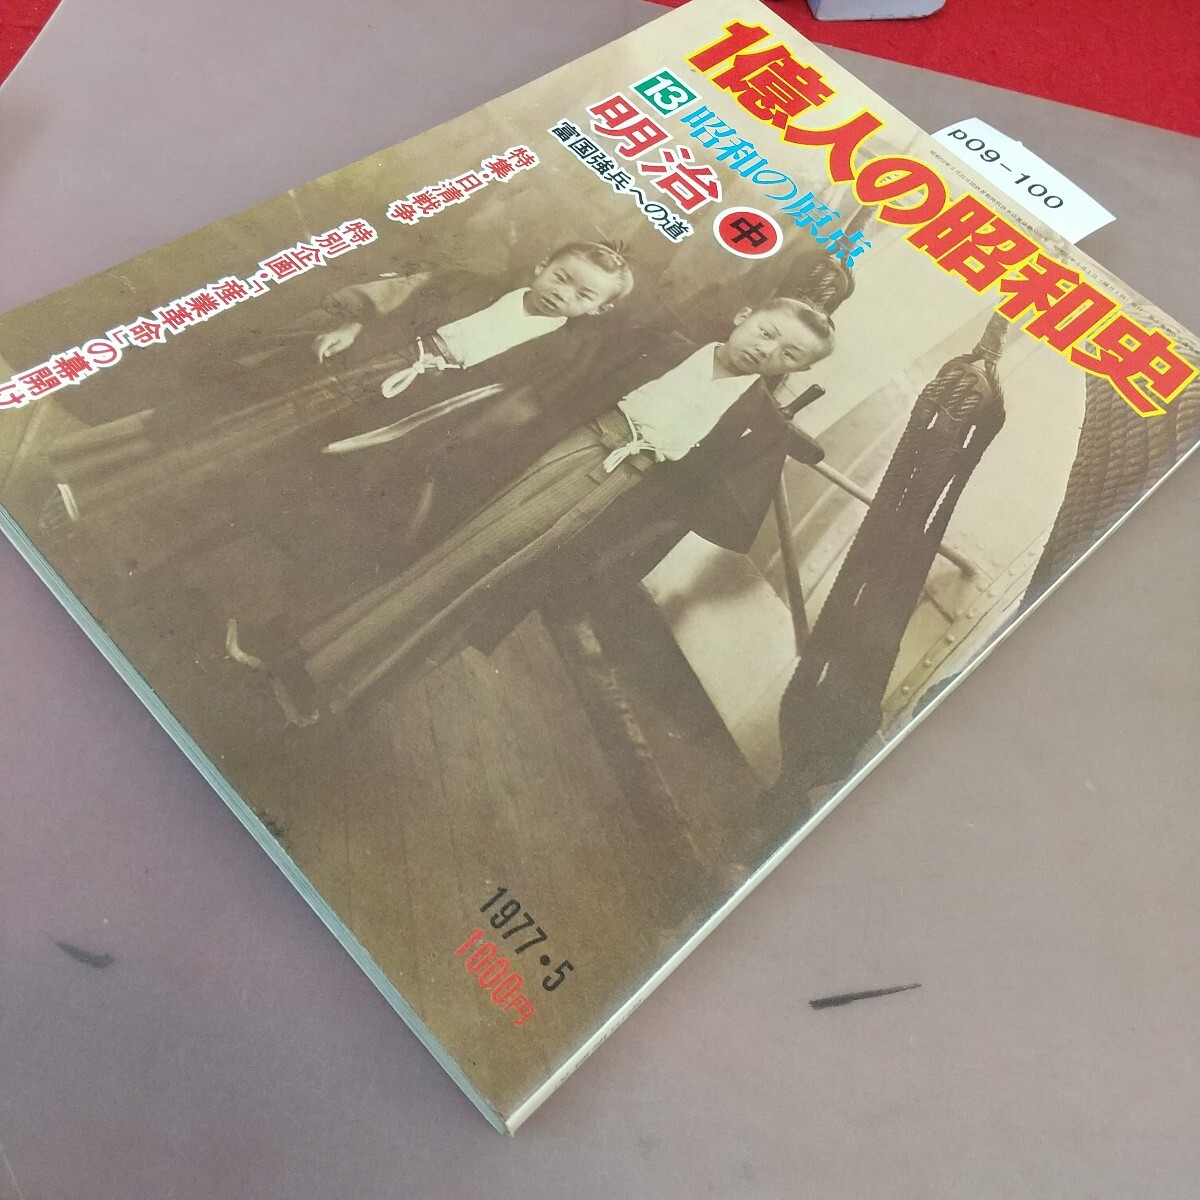 1億人の昭和史
13 昭和の原点
明治 中
富国強兵への道
特集・日清戦争
特別企画・「産業革命」の幕開け
1977・5
1000円
p09-100